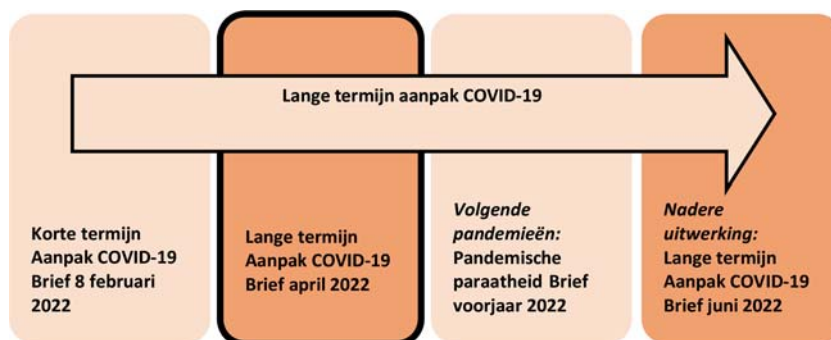 Lange termijn aanpak COVID-19
Korte termijn
Aanpak COVID-19
Brief 8 februari
2022
Lange termijn
Aanpak COVID-19
Brief april 2022
Volgende
pandemieën:
Pandemische
paraatheid Brief
voorjaar 2022
Nadere
uitwerking:
Lange termijn
Aanpak COVID-19
Brief juni 2022